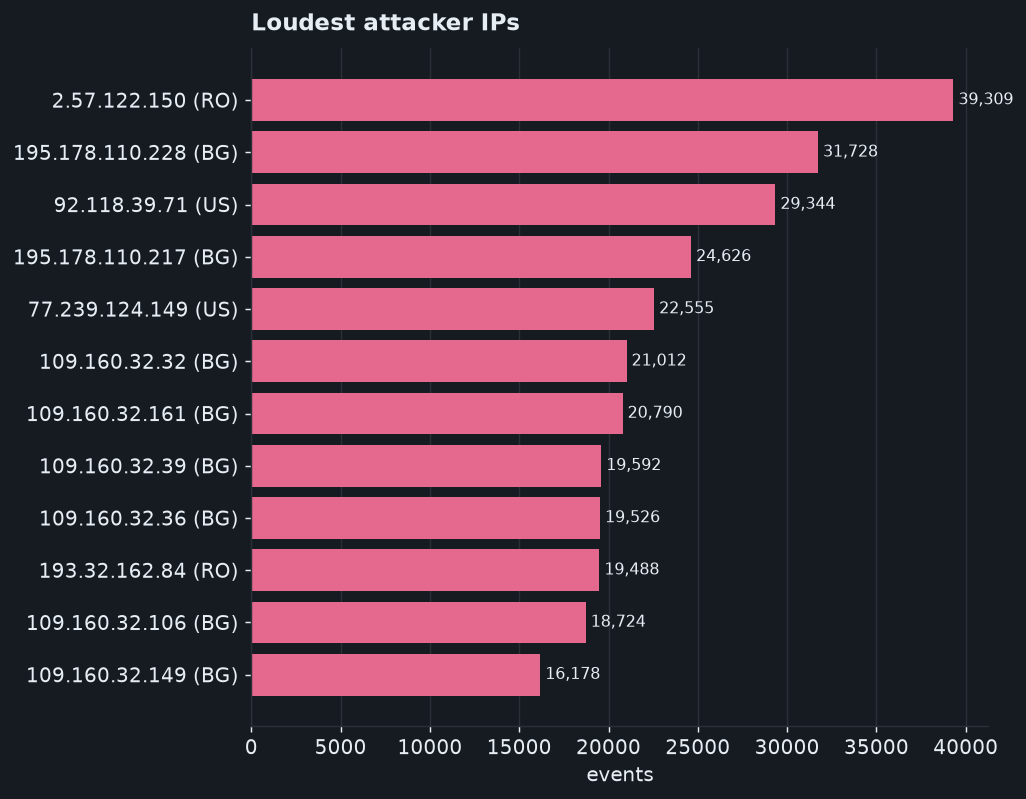 Loudest attacker IPs
2.57.122.150 (RO) 39,309
195.178.110.228 (BG) 31,728
92.118.39.71 (US) 29,344
195.178.110.217 (BG) 24,626
77.239.124.149 (US) 22,555
109.160.32.32 (BG) 21,012
109.160.32.161 (BG) 20,790
109.160.32.39 (BG) 19,592
109.160.32.36 (BG) 19,526
193.32.162.84 (RO) 19,488
109.160.32.106 (BG) 18,724
109.160.32.149 (BG) 16,178
0 5000 10000 15000 20000 25000 30000 35000 40000
events